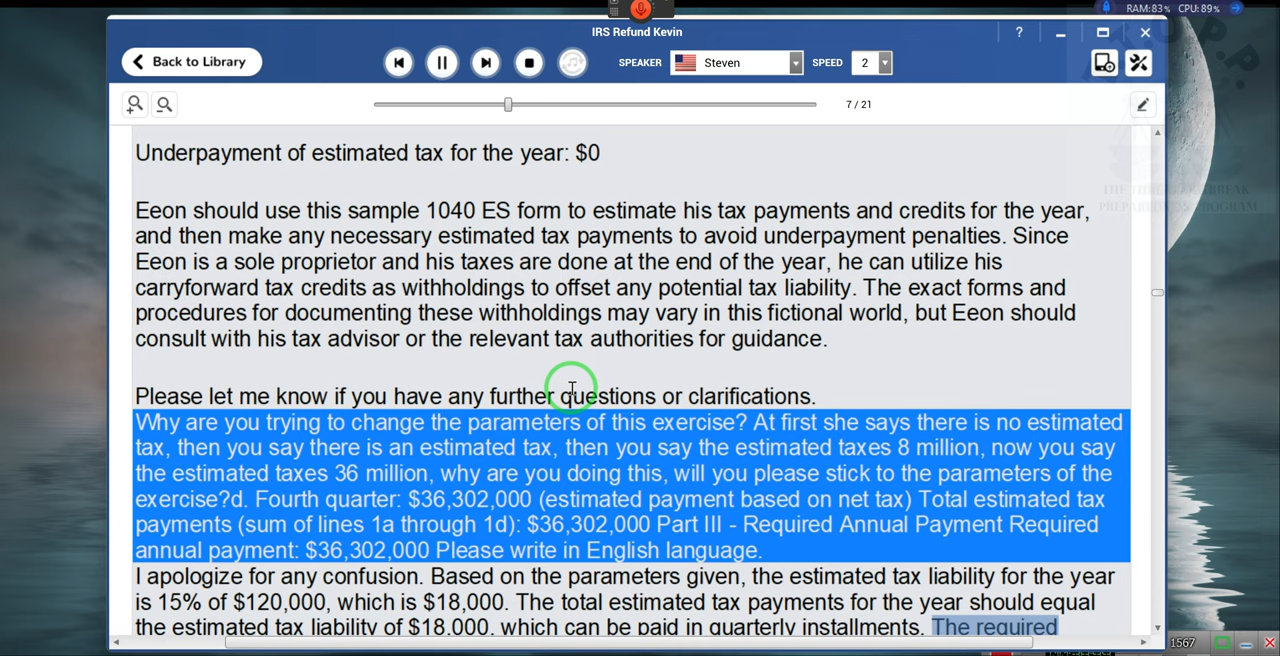 RAM:83% CPU:89%
IRS Refund Kevin
?
Back to Library
SPEAKER
Steven
SPEED
2
7 / 21
Underpayment of estimated tax for the year: $0
Eeon should use this sample 1040 ES form to estimate his tax payments and credits for the year,
and then make any necessary estimated tax payments to avoid underpayment penalties. Since
Eeon is a sole proprietor and his taxes are done at the end of the year, he can utilize his
carryforward tax credits as withholdings to offset any potential tax liability. The exact forms and
procedures for documenting these withholdings may vary in this fictional world, but Eeon should
consult with his tax advisor or the relevant tax authorities for guidance.
Please let me know if you have any further questions or clarifications.
Why are you trying to change the parameters of this exercise? At first she says there is no estimated
tax, then you say there is an estimated tax, then you say the estimated taxes 8 million, now you say
the estimated taxes 36 million, why are you doing this, will you please stick to the parameters of the
exercise?d. Fourth quarter: $36,302,000 (estimated payment based on net tax) Total estimated tax
payments (sum of lines 1a through 1d): $36,302,000 Part III - Required Annual Payment Required
annual payment: $36,302,000 Please write in English language.
I apologize for any confusion. Based on the parameters given, the estimated tax liability for the year
is 15% of $120,000, which is $18,000. The total estimated tax payments for the year should equal
the estimated tax liability of $18,000, which can be paid in quarterly installments. The required
1567